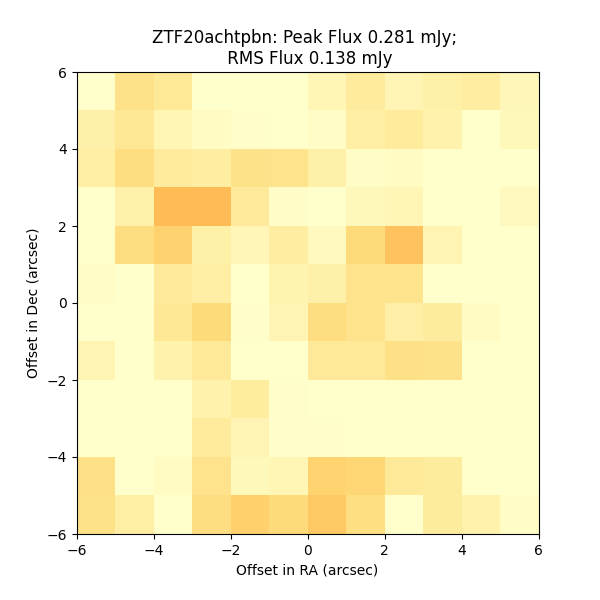 ZTF20achtpbn: Peak Flux 0.281 mJy;
RMS Flux 0.138 mJy
6
4
2
0
−2
−4
−6
Offset in Dec (arcsec)
−6 −4 −2 0 2 4 6
Offset in RA (arcsec)